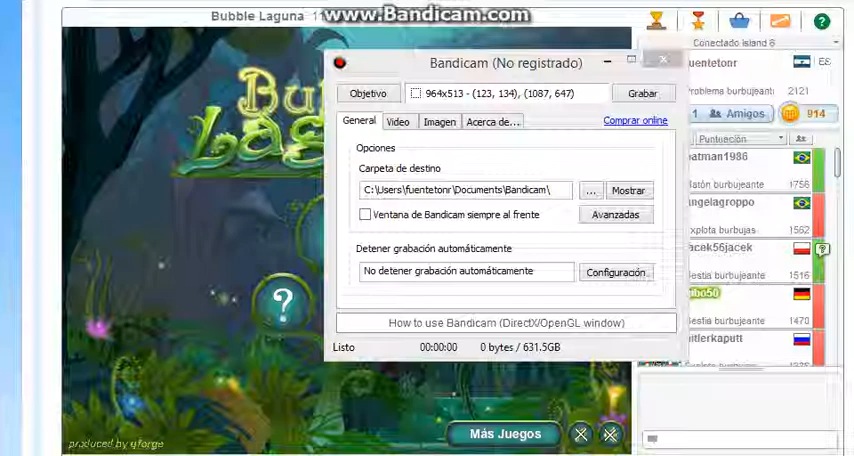 Bubble Laguna
www.Bandicam.com
Conectado Island 6
fuentetonr
EE
Problema burbujeant
2121
1
Amigos
914
Puntuación
batman1986
Matón burbujeante
1756
angelagroppo
Explota burbujas
1562
jacek56jacek
Bestia burbujeante
1516
Bestia burbujeante
1470
hitlerkaputt
Bandicam (No registrado)
Objetivo
964x513 - (123, 134), (1087, 647)
Grabar
General
Video
Imagen
Acerca de...
Comprar online
Opciones
Carpeta de destino
C:\Users\fuentetonr\Documents\Bandicam\
...
Mostrar
Ventana de Bandicam siempre al frente
Avanzadas
Detener grabación automáticamente
No detener grabación automáticamente
Configuración
How to use Bandicam (DirectX/OpenGL window)
Listo
00:00:00
0 bytes / 631.5GB
?
Más Juegos
produced by qforge